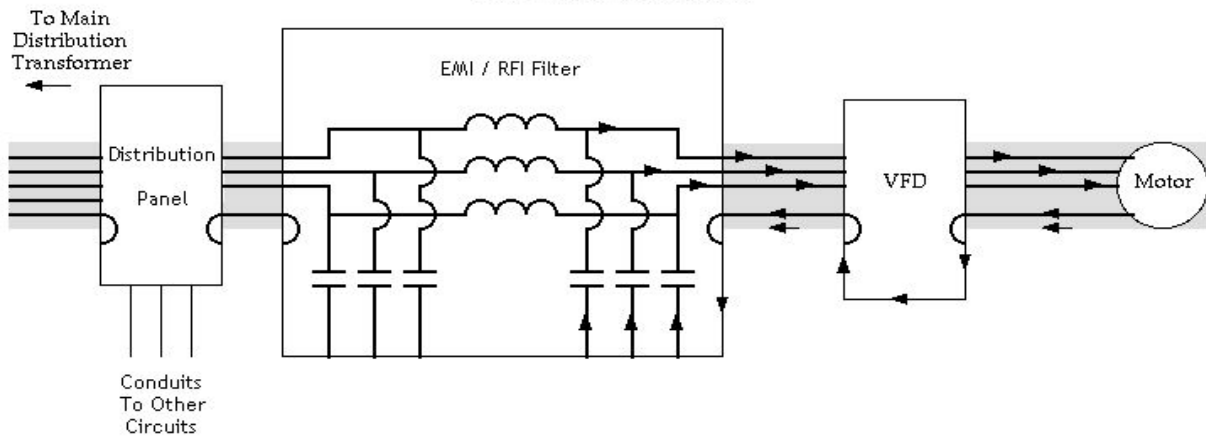 To Main
Distribution
Transformer
EMI / RFI Filter
Distribution
Panel
VFD
Motor
Conduits
To Other
Circuits